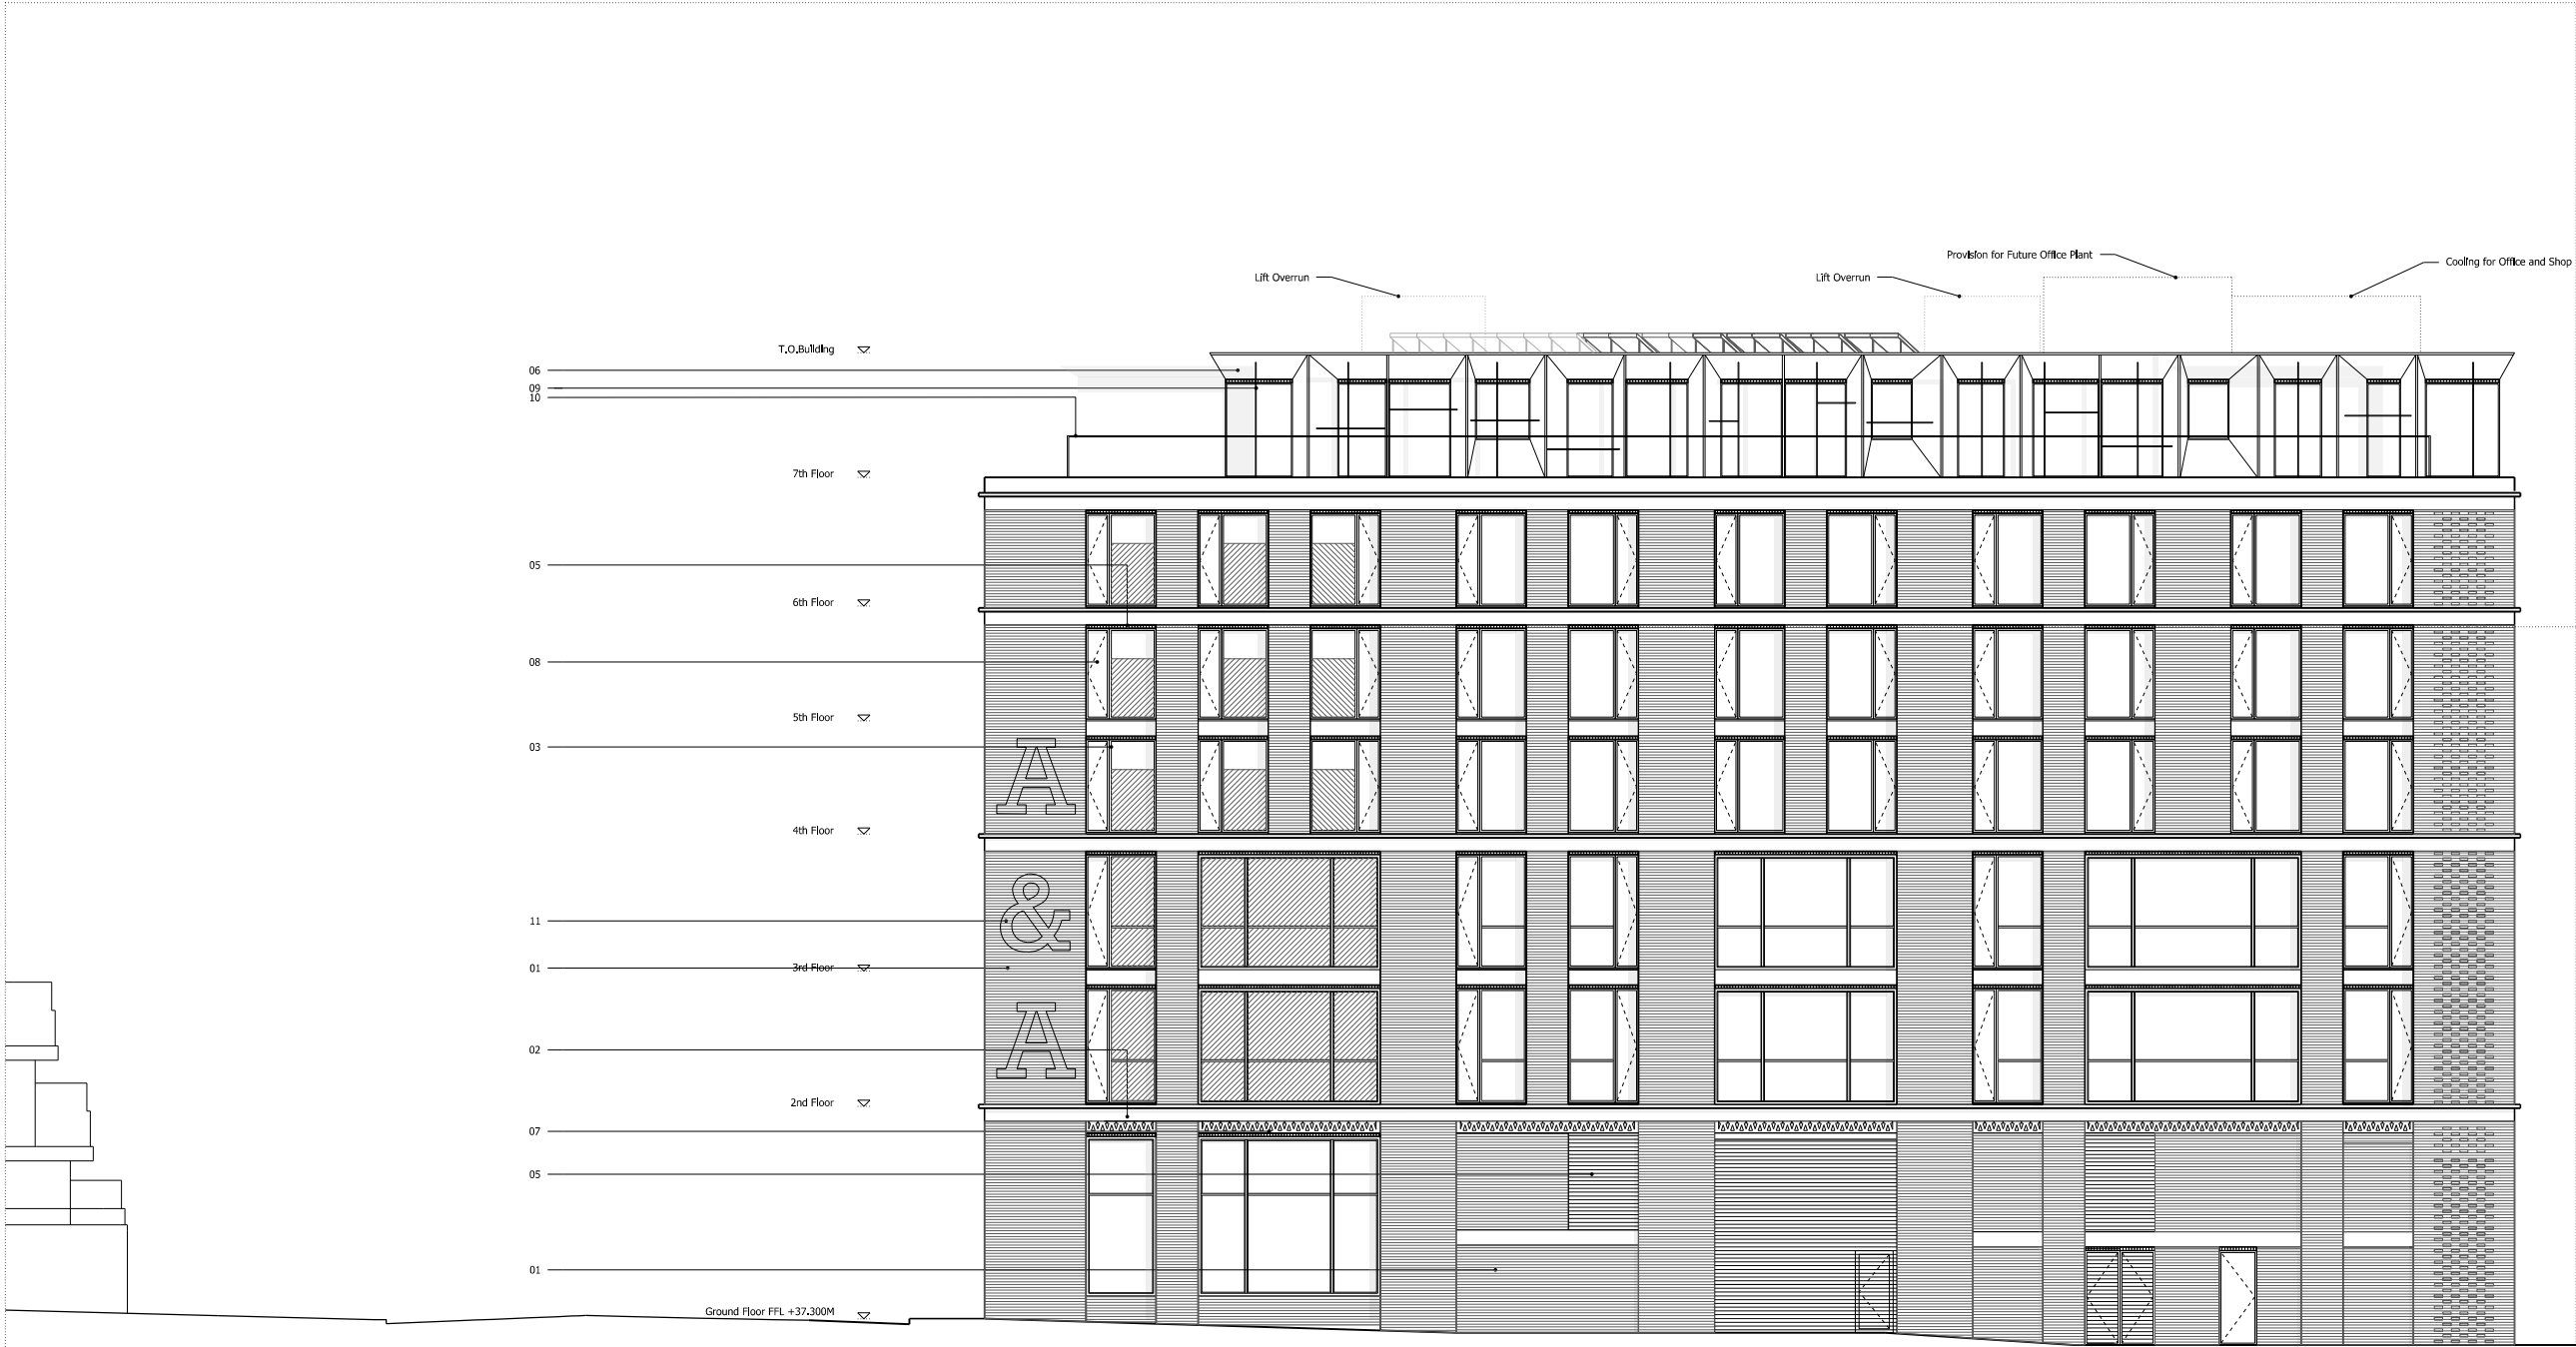 Provision for Future Office Plant
Cooling for Office and Shop
Lift Overrun
Lift Overrun
T.O.Building
06
09
10
7th Floor
05
6th Floor
08
5th Floor
03
A
4th Floor
&
11
01
3rd Floor
A
02
2nd Floor
07
05
01
Ground Floor FFL +37.300M